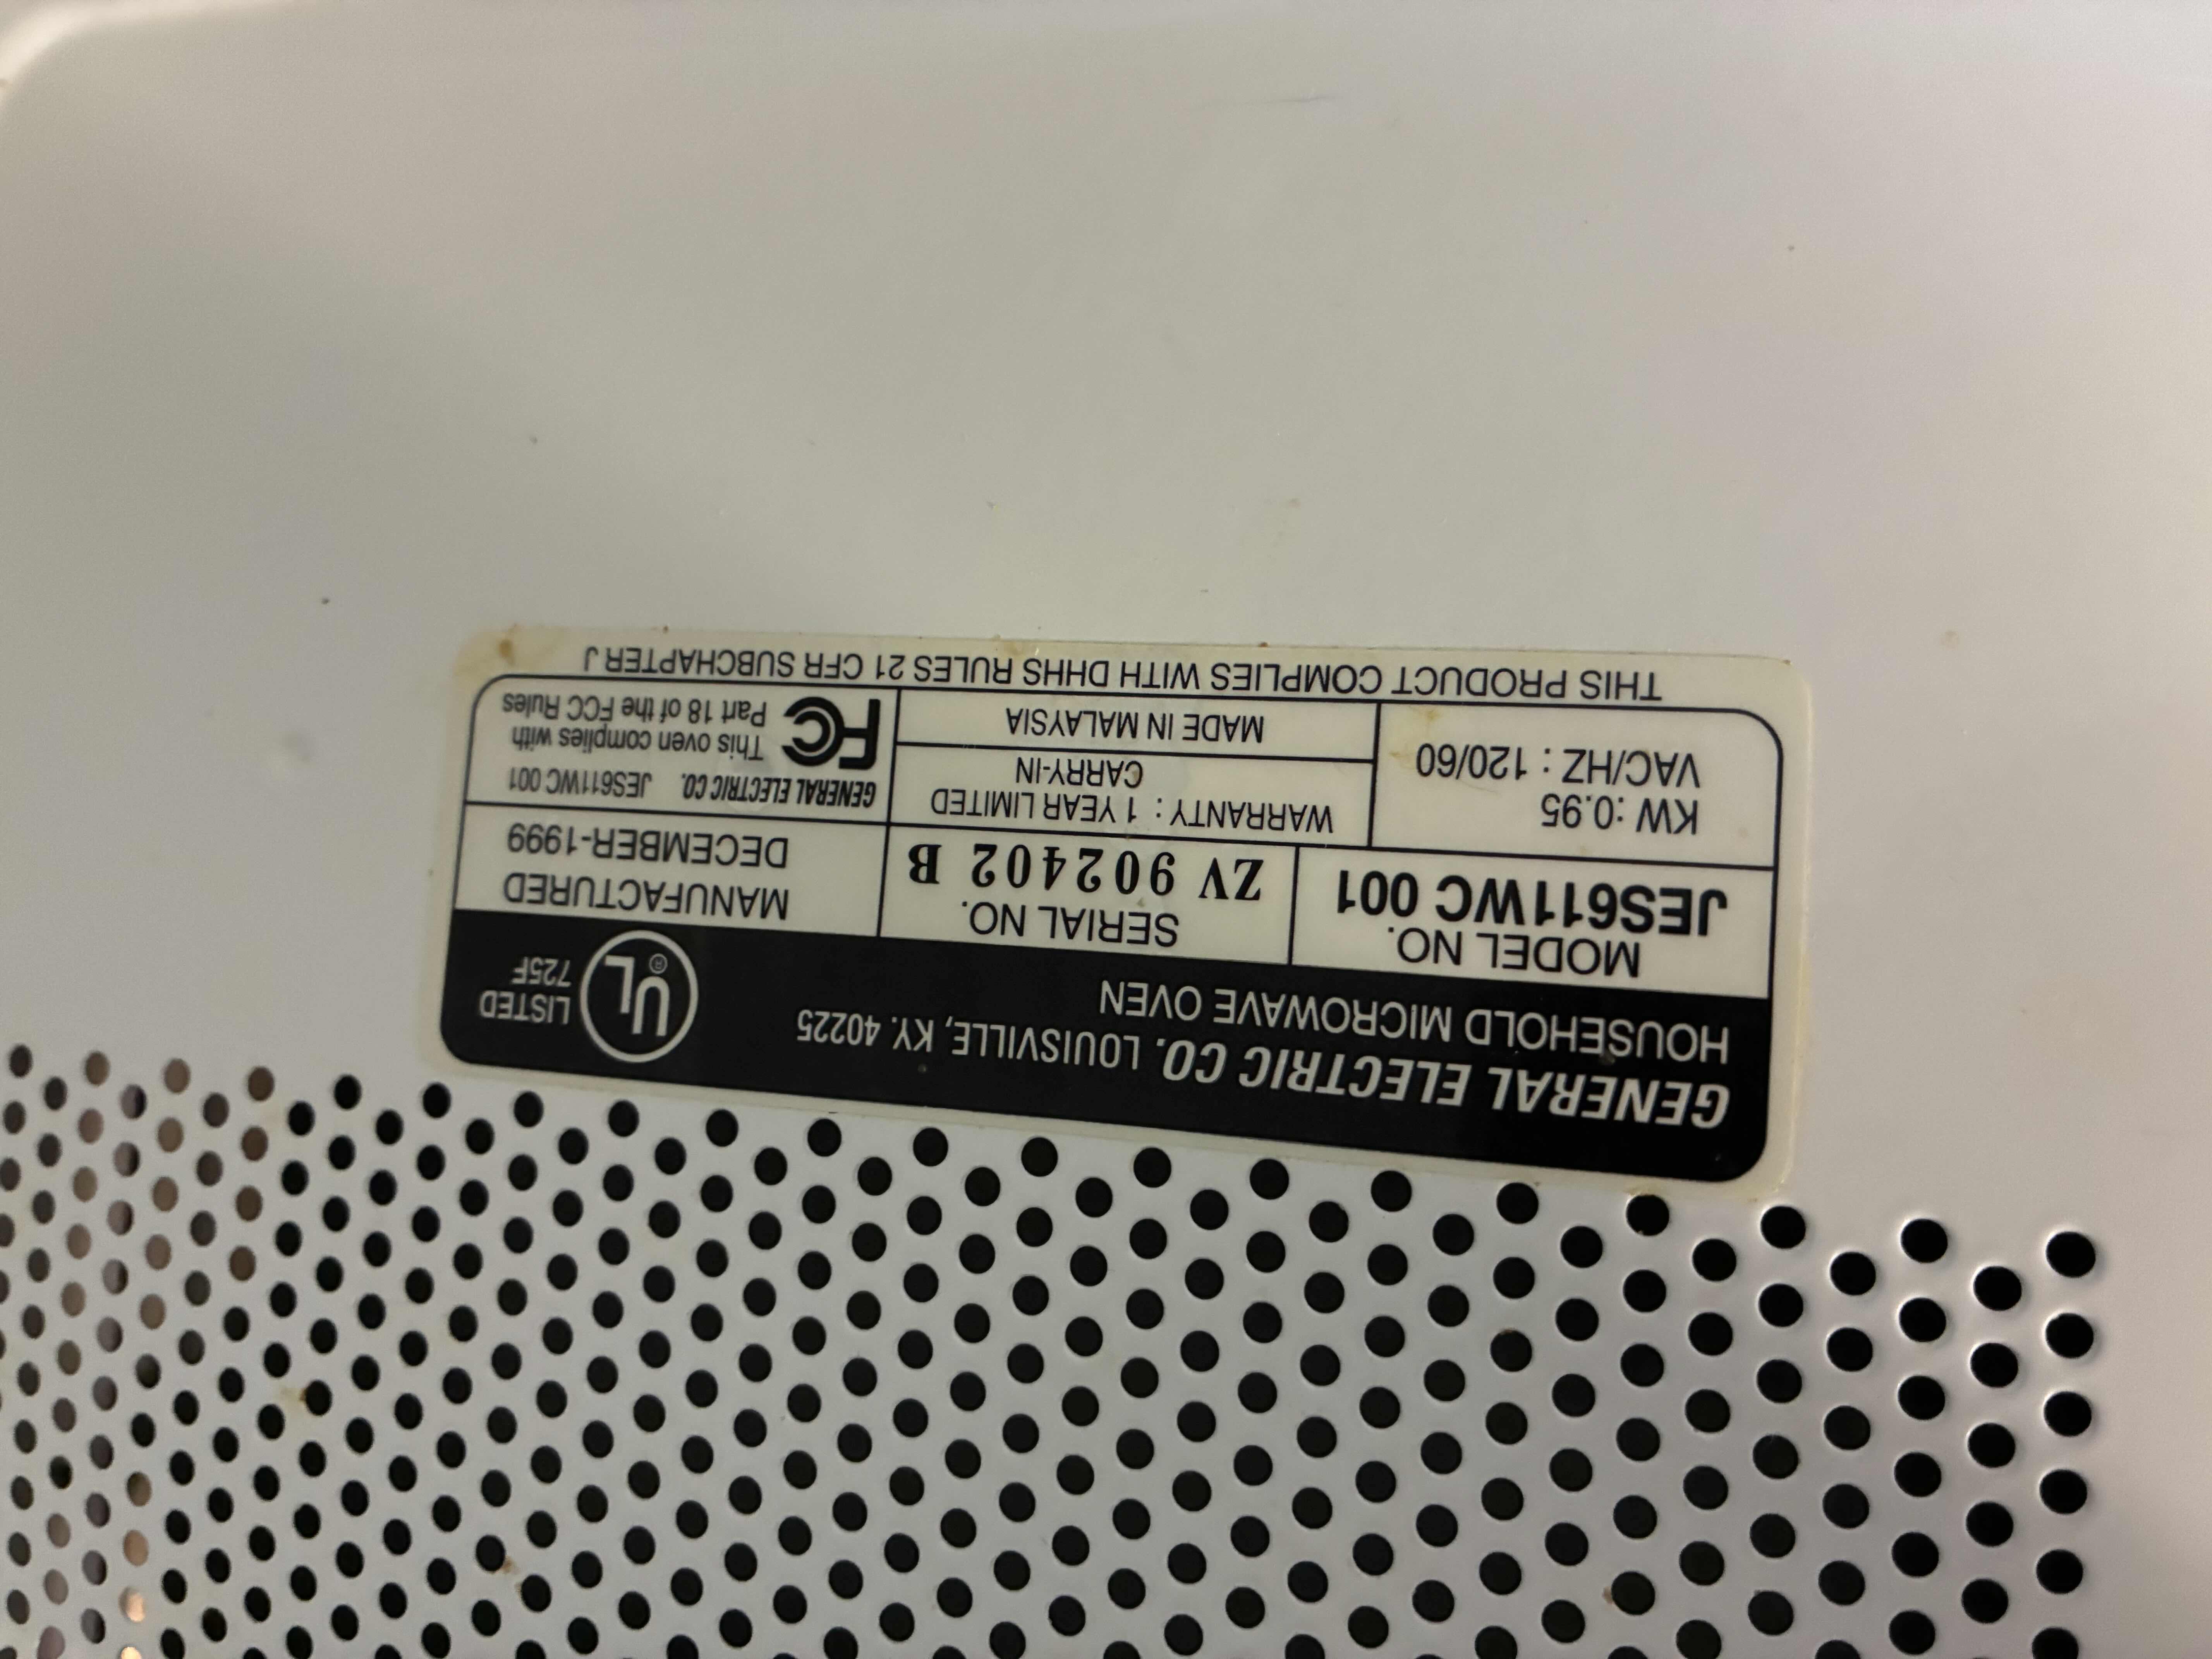 GENERAL ELECTRIC CO. LOUISVILLE, KY. 40225
HOUSEHOLD MICROWAVE OVEN
UL ®
LISTED
725F
MODEL NO.
JES611WC 001
SERIAL NO.
ZV 902402 B
MANUFACTURED
DECEMBER-1999
KW :0.95
VAC/HZ : 120/60
WARRANTY : 1 YEAR LIMITED
CARRY-IN
MADE IN MALAYSIA
GENERAL ELECTRIC CO. JES611WC 001
FC
This oven complies with
Part 18 of the FCC Rules
THIS PRODUCT COMPLIES WITH DHHS RULES 21 CFR SUBCHAPTER J